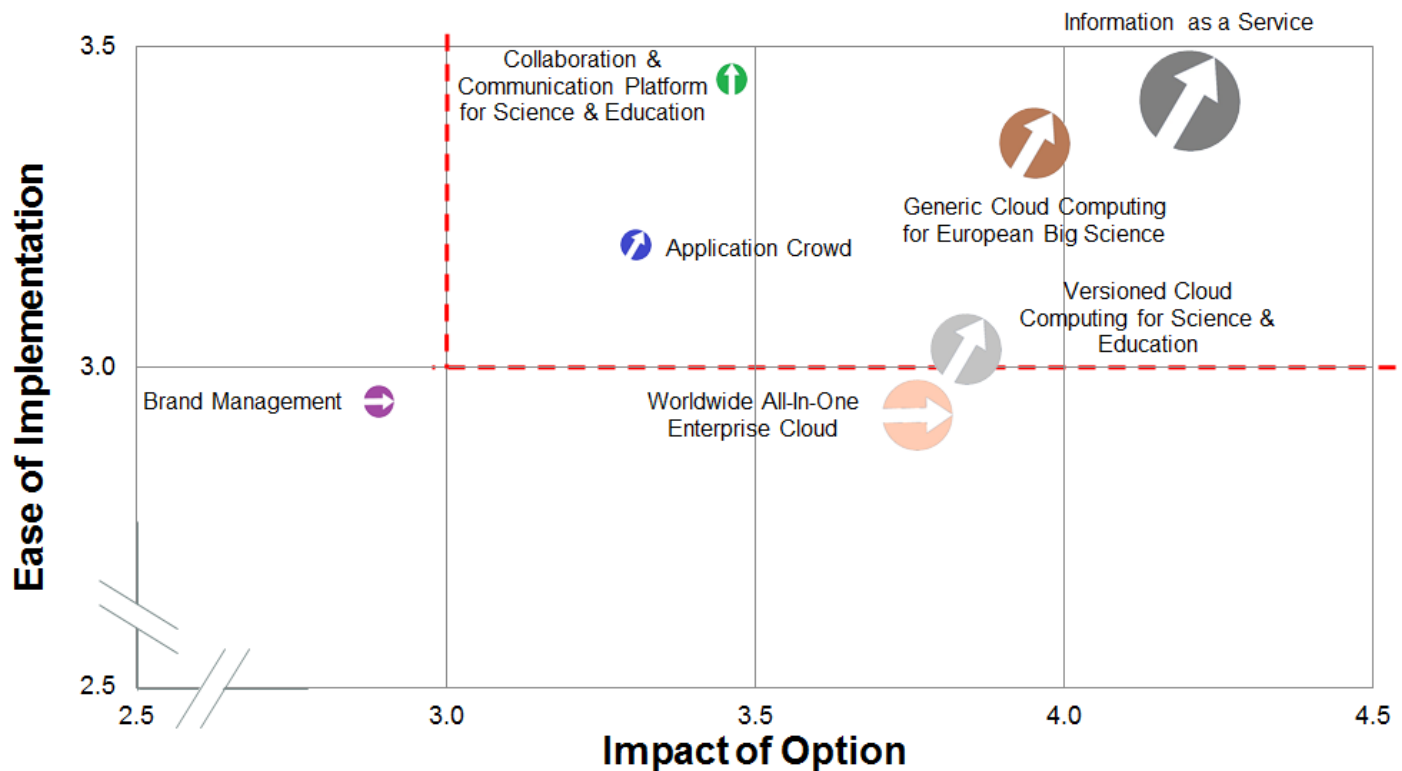 Information as a Service
3.5
Collaboration &
Communication Platform
for Science & Education
Generic Cloud Computing
for European Big Science
Application Crowd
Versioned Cloud
Computing for Science &
Education
3.0
Brand Management
Worldwide All-In-One
Enterprise Cloud
Ease of Implementation
2.5
2.5
3.0
3.5
4.0
4.5
Impact of Option